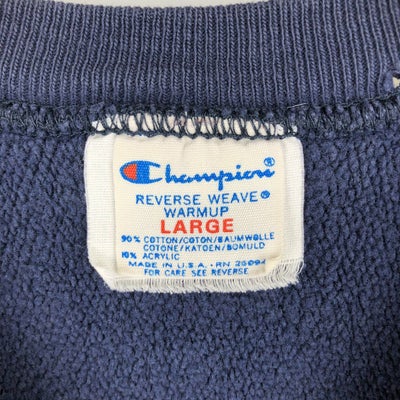 Champion
REVERSE WEAVE®
WARMUP
LARGE
90% COTTON/COTON/BAUMWOLLE
COTONE/KATOEN/BOMULD
10% ACRYLIC
MADE IN U.S.A. - RN 26094
FOR CARE SEE REVERSE